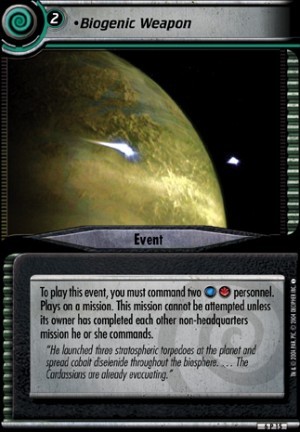 2
•Biogenic Weapon
Event
To play this event, you must command two personnel.
Plays on a mission. This mission cannot be attempted unless
its owner has completed each other non-headquarters
mission he or she commands.
"He launched three stratospheric torpedoes at the planet and
spread cobalt diselenide throughout the biosphere. . . . The
Cardassians are already evacuating."
6 P 15